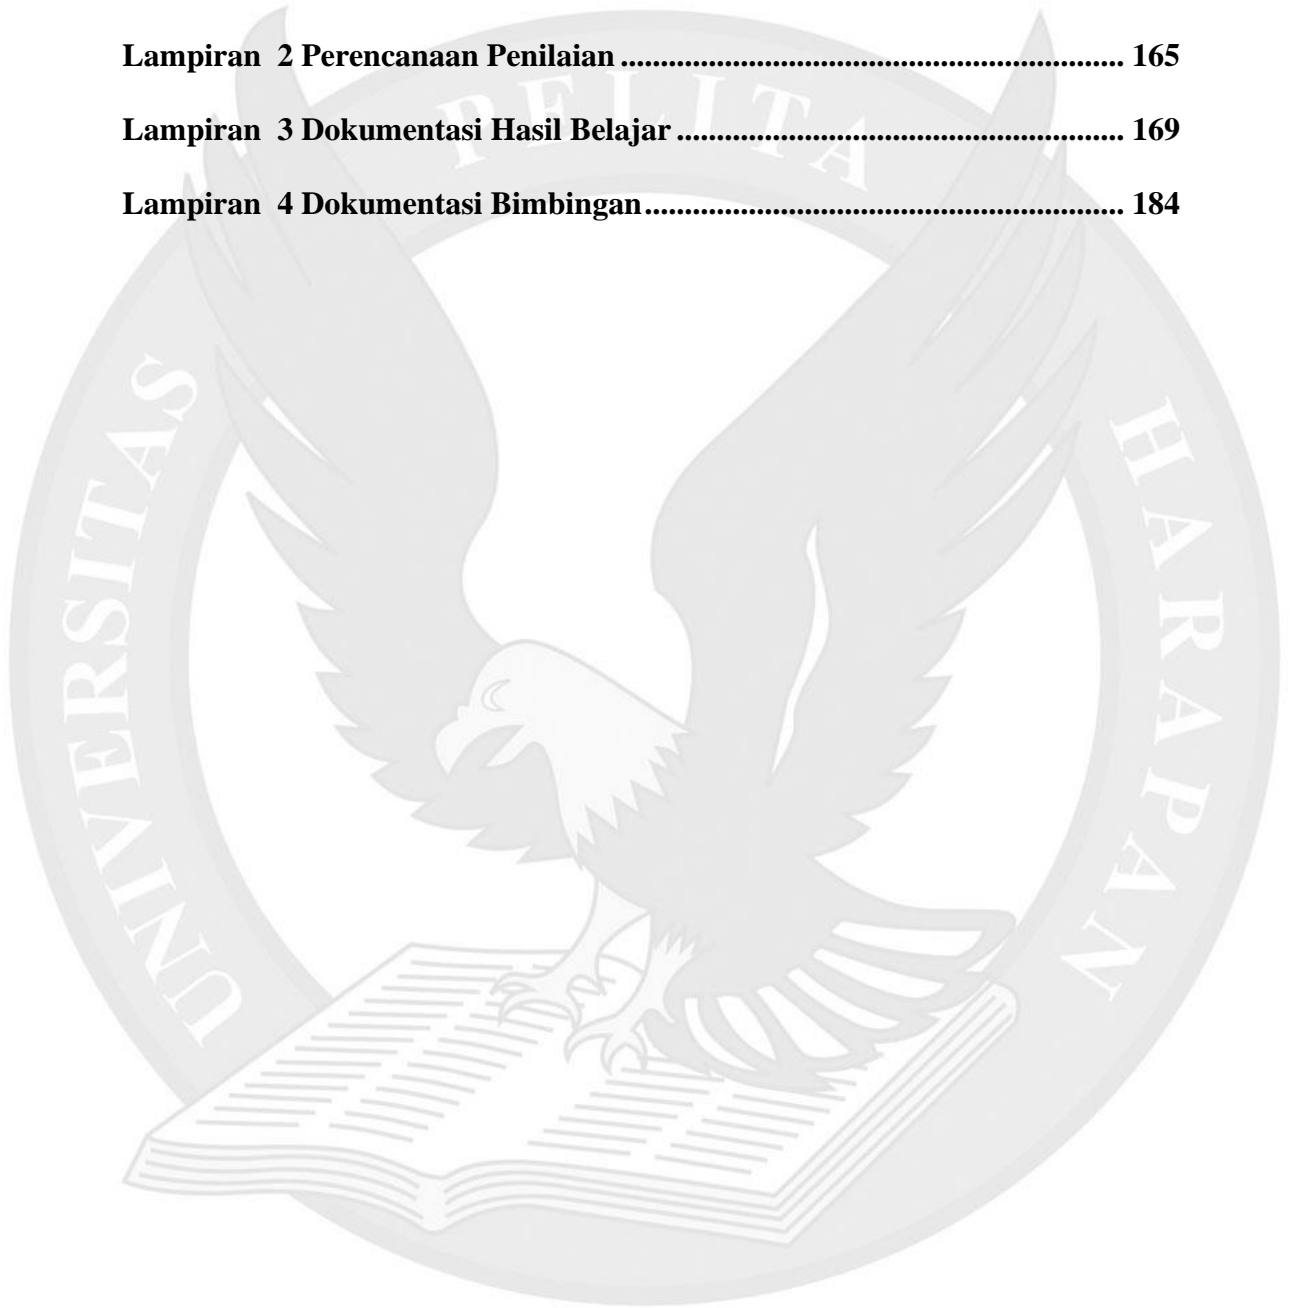 Lampiran  2 Perencanaan Penilaian ................................................................ 165
Lampiran  3 Dokumentasi Hasil Belajar ......................................................... 169
Lampiran  4 Dokumentasi Bimbingan ............................................................. 184
UNIVERSITAS PELITA HARAPAN